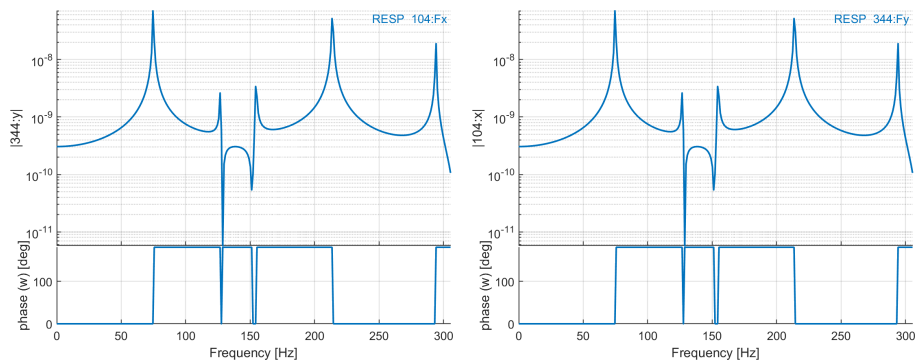 RESP 104:Fx
|344:y|
10^-8
10^-9
10^-10
10^-11
phase (w) [deg]
100
0
0 50 100 150 200 250 300
Frequency [Hz]
RESP 344:Fy
|104:x|
10^-8
10^-9
10^-10
10^-11
phase (w) [deg]
100
0
0 50 100 150 200 250 300
Frequency [Hz]